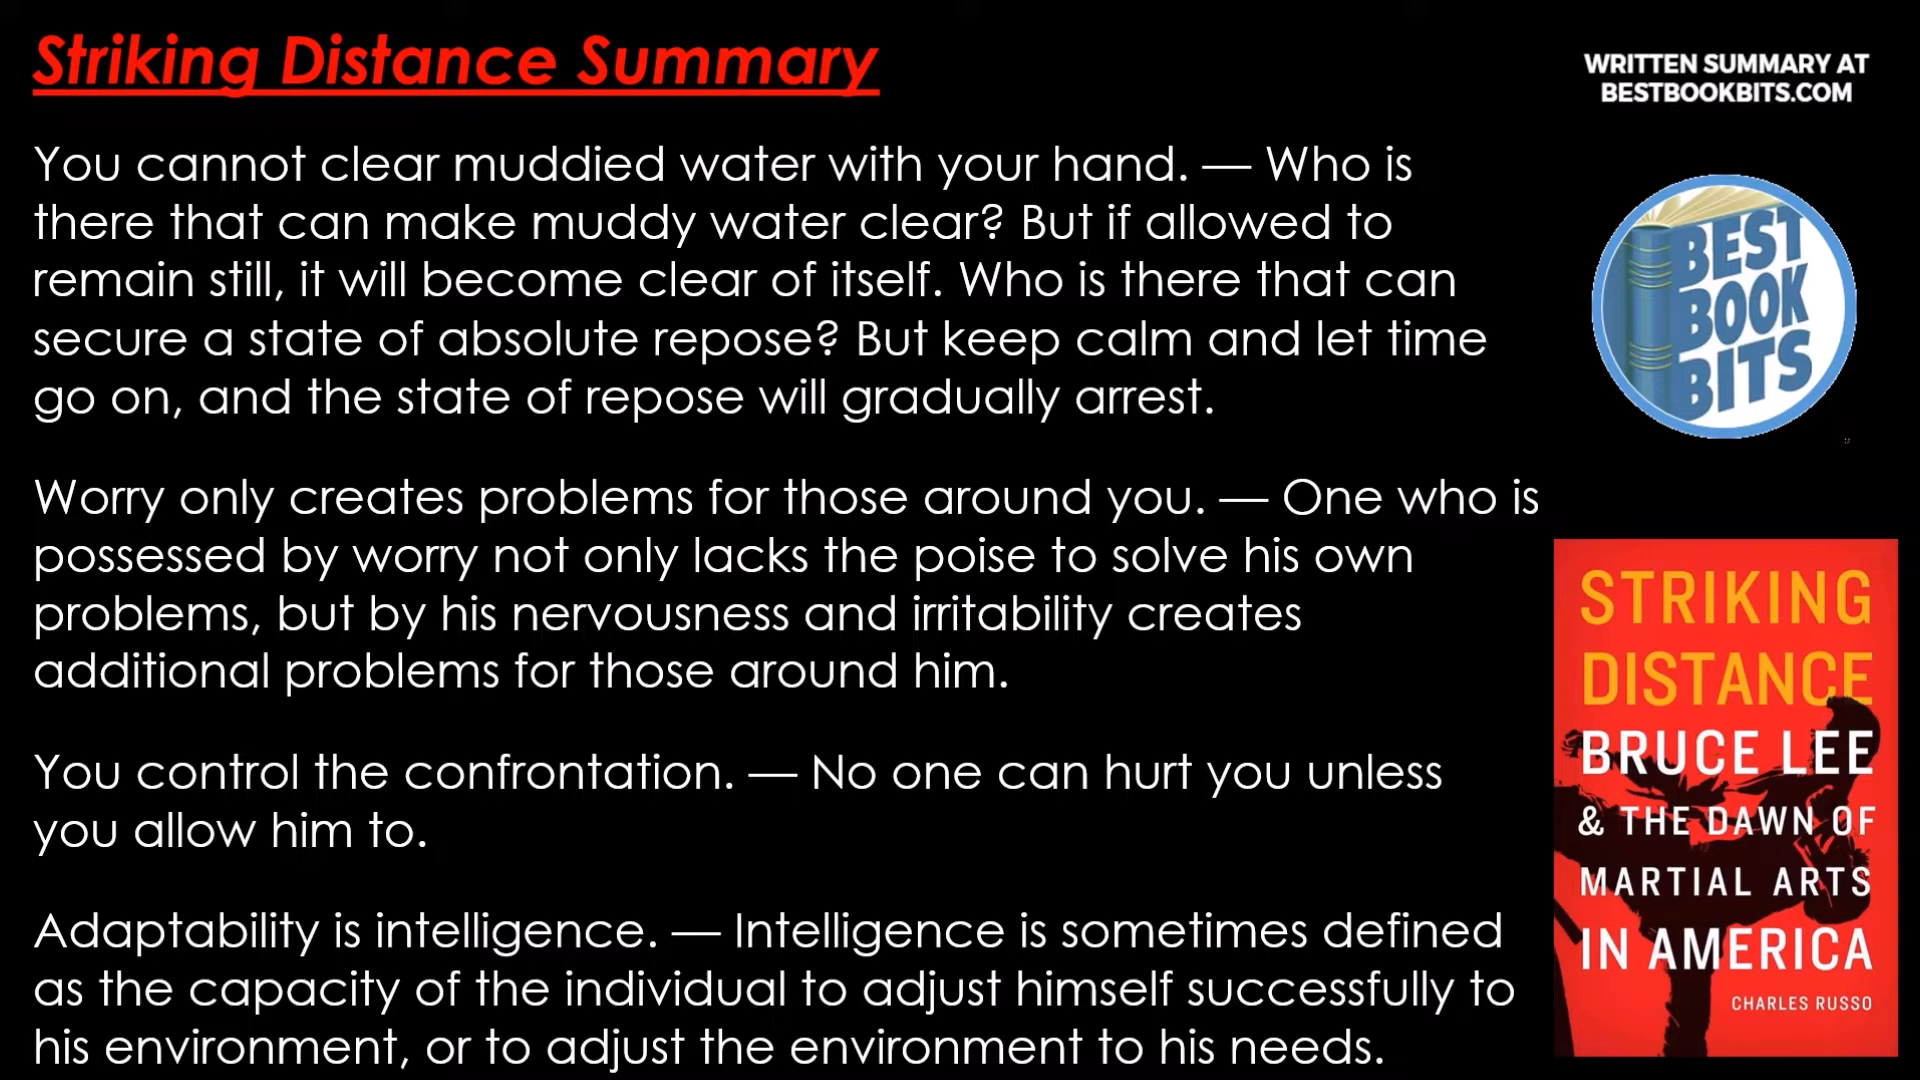 Striking Distance Summary
WRITTEN SUMMARY AT
BESTBOOKBITS.COM
You cannot clear muddied water with your hand. — Who is
there that can make muddy water clear? But if allowed to
remain still, it will become clear of itself. Who is there that can
secure a state of absolute repose? But keep calm and let time
go on, and the state of repose will gradually arrest.
Worry only creates problems for those around you. — One who is
possessed by worry not only lacks the poise to solve his own
problems, but by his nervousness and irritability creates
additional problems for those around him.
You control the confrontation. — No one can hurt you unless
you allow him to.
Adaptability is intelligence. — Intelligence is sometimes defined
as the capacity of the individual to adjust himself successfully to
his environment, or to adjust the environment to his needs.
BEST
BOOK
BITS
STRIKING
DISTANCE
BRUCE LEE
& THE DAWN OF
MARTIAL ARTS
IN AMERICA
CHARLES RUSSO